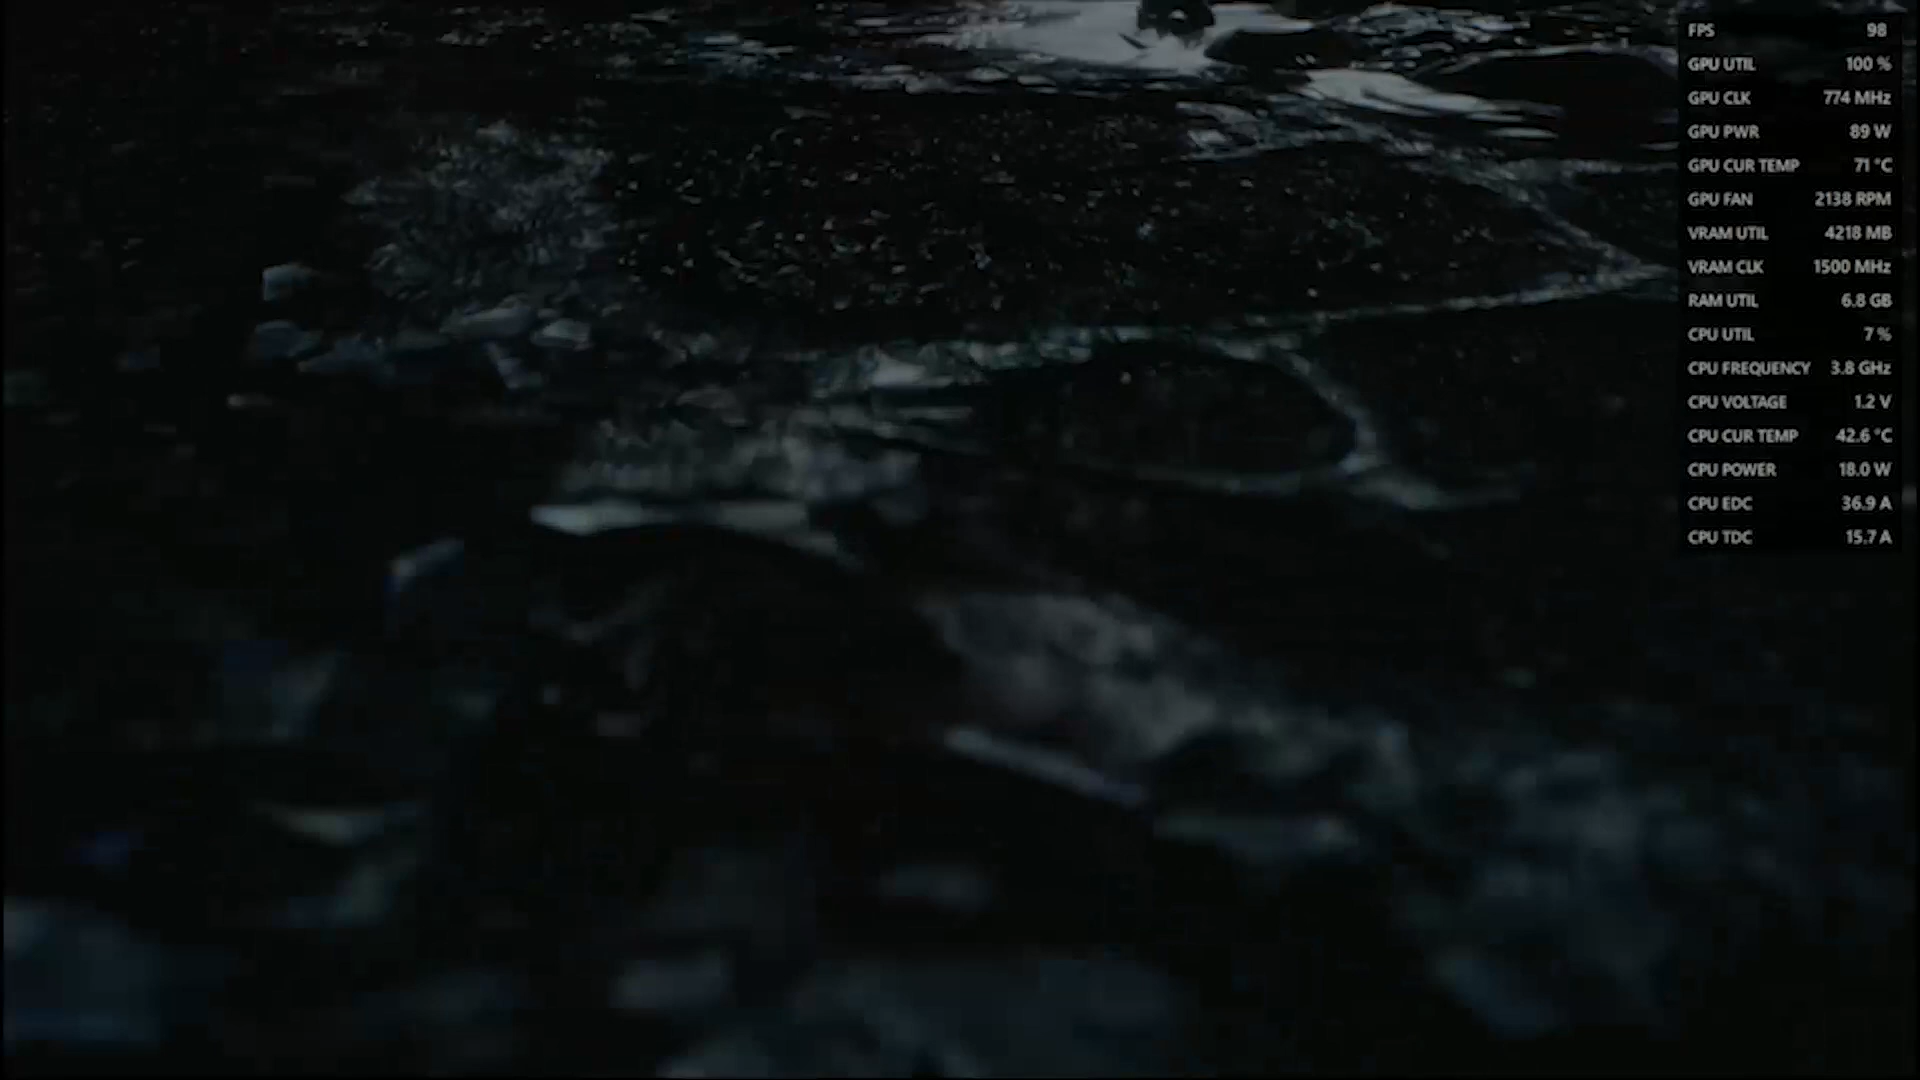 FPS 98
GPU UTIL 100 %
GPU CLK 774 MHz
GPU PWR 89 W
GPU CUR TEMP 71 °C
GPU FAN 2138 RPM
VRAM UTIL 4218 MB
VRAM CLK 1500 MHz
RAM UTIL 6.8 GB
CPU UTIL 7 %
CPU FREQUENCY 3.8 GHz
CPU VOLTAGE 1.2 V
CPU CUR TEMP 42.6 °C
CPU POWER 18.0 W
CPU EDC 36.9 A
CPU TDC 15.7 A